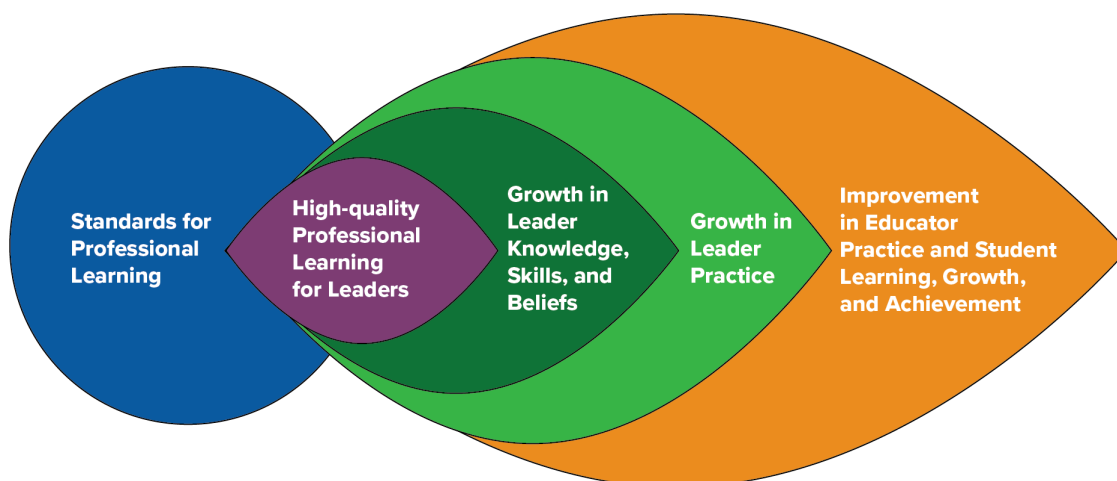 Standards for
Professional
Learning
High-quality
Professional
Learning
for Leaders
Growth in
Leader
Knowledge,
Skills, and
Beliefs
Growth in
Leader
Practice
Improvement
in Educator
Practice and Student
Learning, Growth,
and Achievement